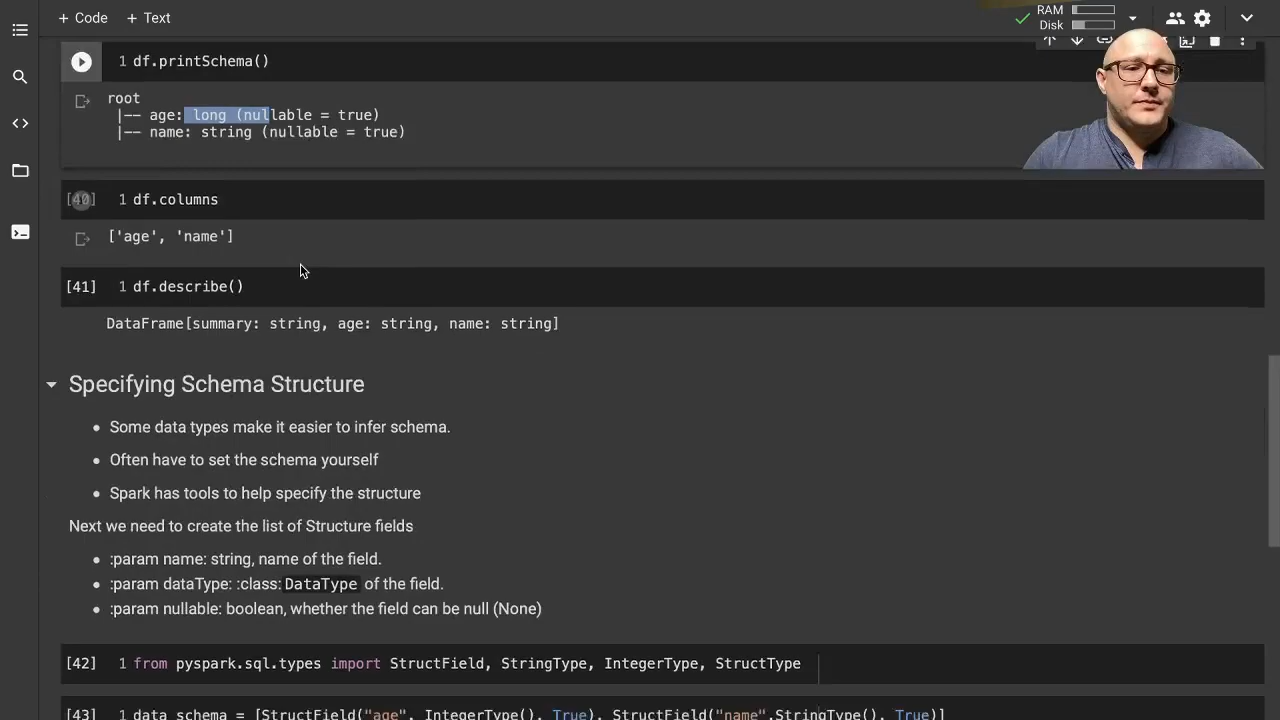 + Code + Text
RAM
Disk
1 df.printSchema()
root
|-- age: long (nullable = true)
|-- name: string (nullable = true)
[40] 1 df.columns
['age', 'name']
[41] 1 df.describe()
DataFrame[summary: string, age: string, name: string]
Specifying Schema Structure
• Some data types make it easier to infer schema.
• Often have to set the schema yourself
• Spark has tools to help specify the structure
Next we need to create the list of Structure fields
• :param name: string, name of the field.
• :param dataType: :class: DataType of the field.
• :param nullable: boolean, whether the field can be null (None)
[42] 1 from pyspark.sql.types import StructField, StringType, IntegerType, StructType
[43] 1 data_schema = [StructField("age", IntegerType(), True), StructField("name",StringType(), True)]